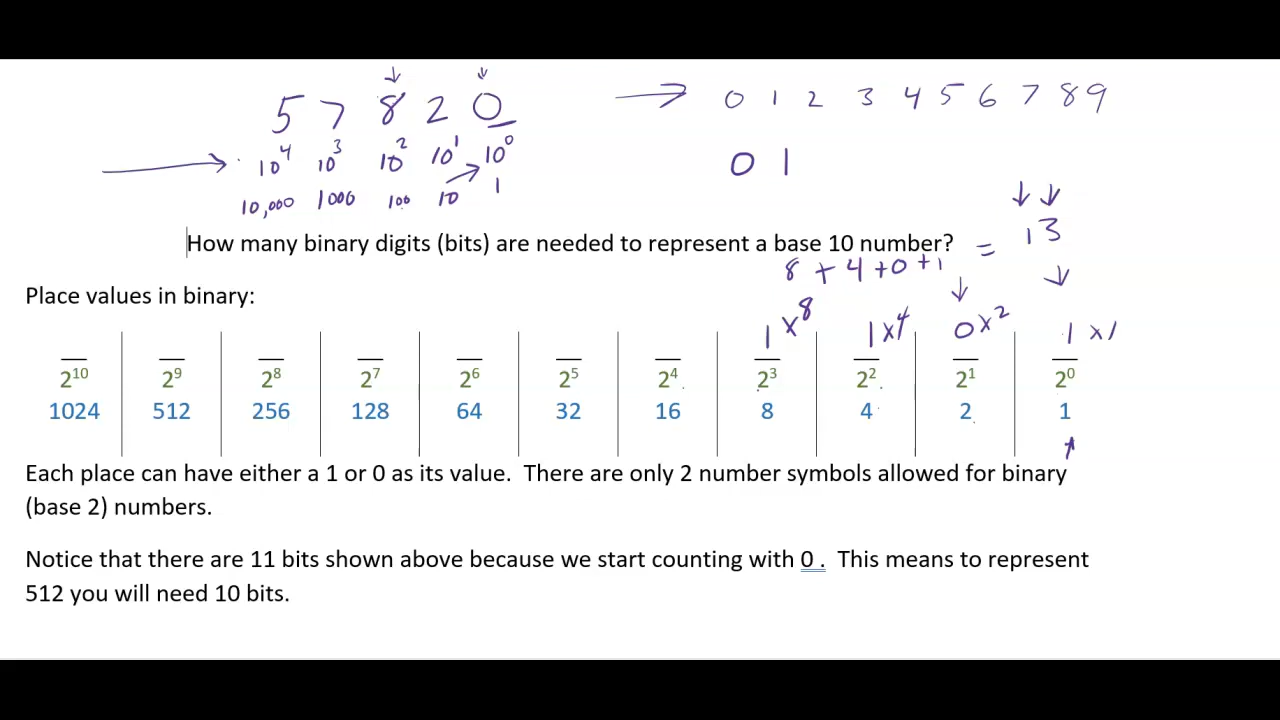 5 7 8 2 0
→ 0 1 2 3 4 5 6 7 8 9
→ 10⁴ 10³ 10² 10¹ 10⁰
0 1
10,000 1000 100 10 1
How many binary digits (bits) are needed to represent a base 10 number?
= 13
8 + 4 + 0 + 1
Place values in binary:
1 x 8 1 x 4 0 x 2 1 x 1
2¹⁰ 2⁹ 2⁸ 2⁷ 2⁶ 2⁵ 2⁴ 2³ 2² 2¹ 2⁰
1024 512 256 128 64 32 16 8 4 2 1
Each place can have either a 1 or 0 as its value. There are only 2 number symbols allowed for binary
(base 2) numbers.
Notice that there are 11 bits shown above because we start counting with 0 . This means to represent
512 you will need 10 bits.